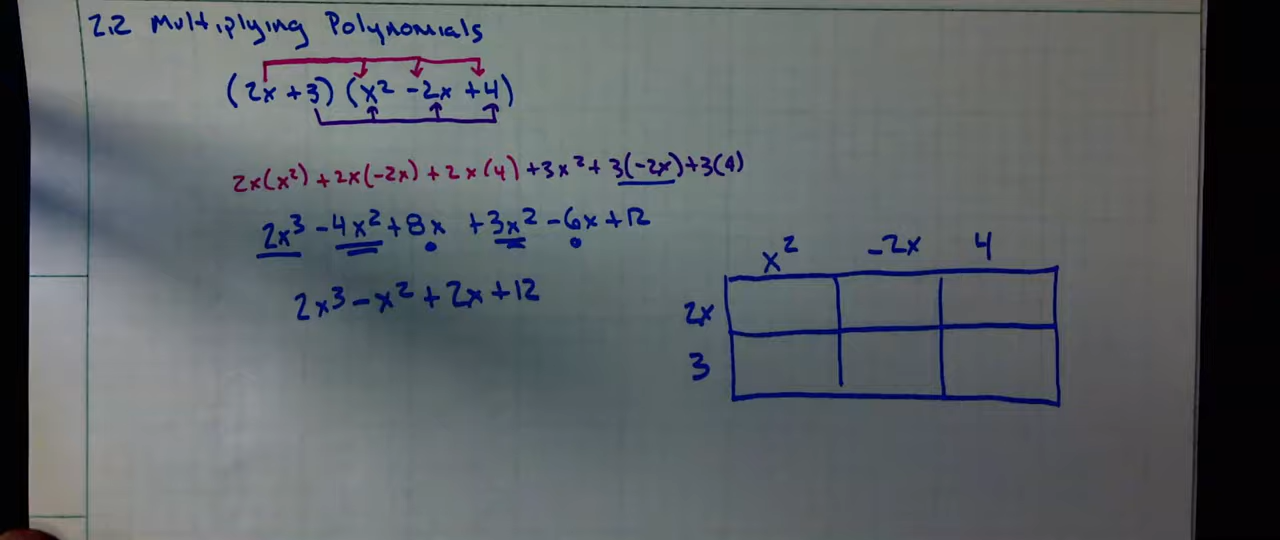 2.2 Multiplying Polynomials
(2x +3) (x² -2x +4)
2x(x²) +2x(-2x) + 2x(4) +3x² + 3(-2x) +3(4)
2x³ -4x² +8x +3x² -6x +12
2x³ -x² +2x +12
x² -2x 4
2x
3